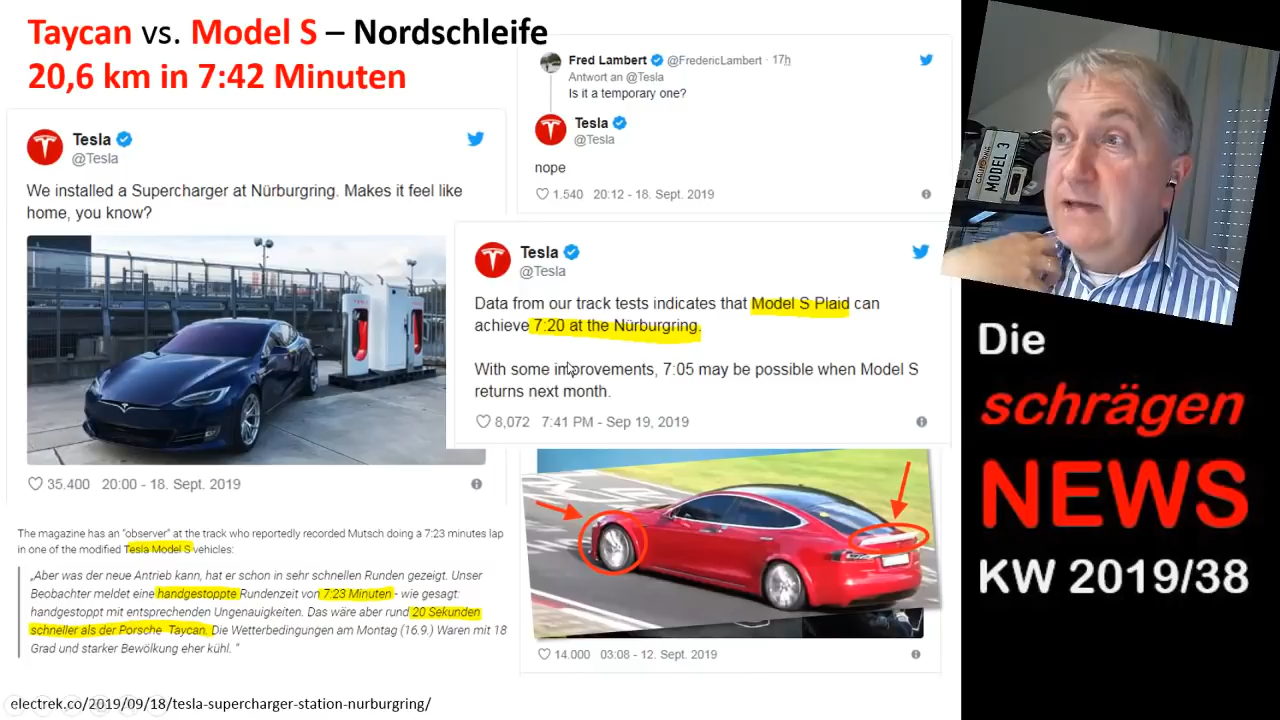 Taycan vs. Model S – Nordschleife
20,6 km in 7:42 Minuten
Tesla
@Tesla
We installed a Supercharger at Nürburgring. Makes it feel like
home, you know?
35.400 20:00 - 18. Sept. 2019
Fred Lambert @FredericLambert · 17h
Antwort an @Tesla
Is it a temporary one?
Tesla
@Tesla
nope
1.540 20:12 - 18. Sept. 2019
Tesla
@Tesla
Data from our track tests indicates that Model S Plaid can
achieve 7:20 at the Nürburgring.
With some improvements, 7:05 may be possible when Model S
returns next month.
8,072 7:41 PM - Sep 19, 2019
14.000 03:08 - 12. Sept. 2019
The magazine has an "observer" at the track who reportedly recorded Mutsch doing a 7:23 minutes lap
in one of the modified Tesla Model S vehicles:
„Aber was der neue Antrieb kann, hat er schon in sehr schnellen Runden gezeigt. Unser
Beobachter meldet eine handgestoppte Rundenzeit von 7:23 Minuten - wie gesagt:
handgestoppt mit entsprechenden Ungenauigkeiten. Das wäre aber rund 20 Sekunden
schneller als der Porsche Taycan. Die Wetterbedingungen am Montag (16.9.) Waren mit 18
Grad und starker Bewölkung eher kühl. "
electrek.co/2019/09/18/tesla-supercharger-station-nurburgring/
CALIFORNIA
MODEL 3
Die
schrägen
NEWS
KW 2019/38